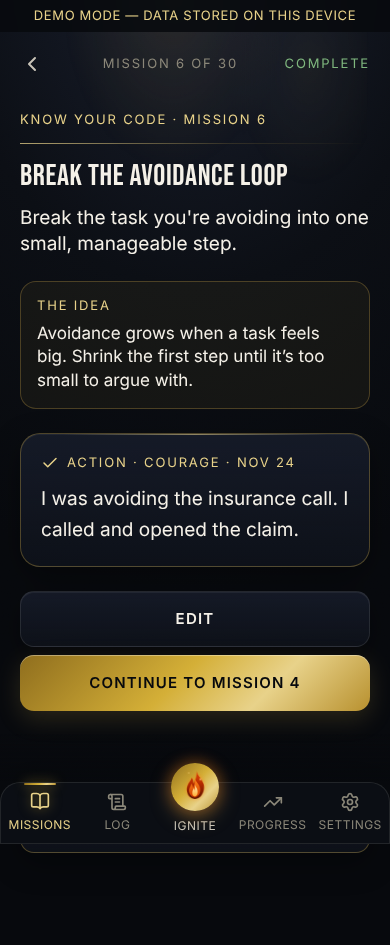 DEMO MODE — DATA STORED ON THIS DEVICE
MISSION 6 OF 30
COMPLETE
KNOW YOUR CODE · MISSION 6
BREAK THE AVOIDANCE LOOP
Break the task you're avoiding into one
small, manageable step.
THE IDEA
Avoidance grows when a task feels
big. Shrink the first step until it’s too
small to argue with.
ACTION · COURAGE · NOV 24
I was avoiding the insurance call. I
called and opened the claim.
EDIT
CONTINUE TO MISSION 4
MISSIONS
LOG
IGNITE
PROGRESS
SETTINGS